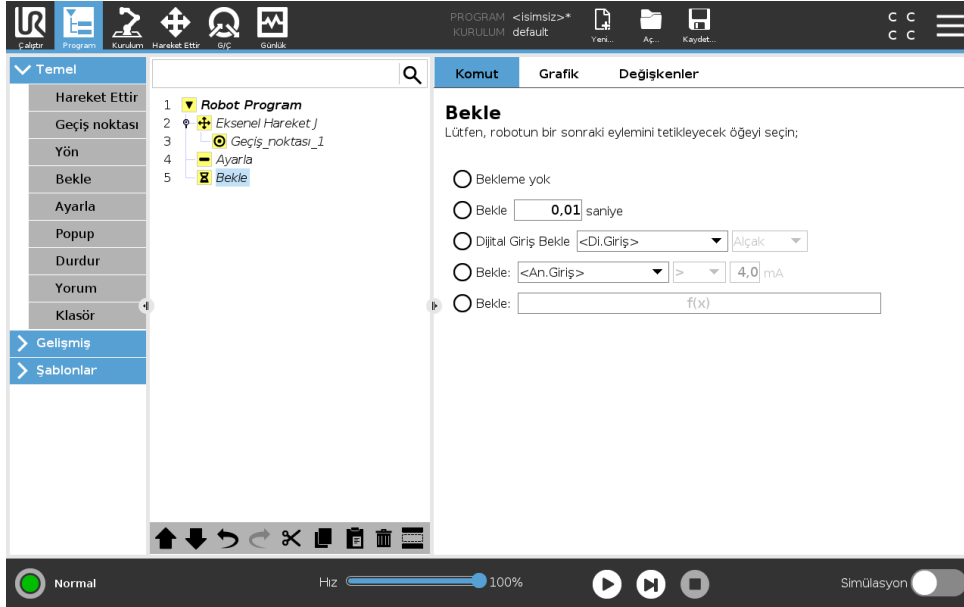 PROGRAM <isimsiz>*
KURULUM default
C C
C C
Çalıştır Program Kurulum Hareket Ettir G/Ç Günlük Yeni... Aç... Kaydet...
Temel
Hareket Ettir
Geçiş noktası
Yön
Bekle
Ayarla
Popup
Durdur
Yorum
Klasör
Gelişmiş
Şablonlar
1 Robot Program
2 Eksenel Hareket J
3 Geçiş_noktası_1
4 Ayarla
5 Bekle
Komut Grafik Değişkenler
Bekle
Lütfen, robotun bir sonraki eylemini tetikleyecek öğeyi seçin;
Bekleme yok
Bekle 0,01 saniye
Dijital Giriş Bekle <Di.Giriş> Alçak
Bekle: <An.Giriş> > 4,0 mA
Bekle: f(x)
Normal Hız 100% Simülasyon